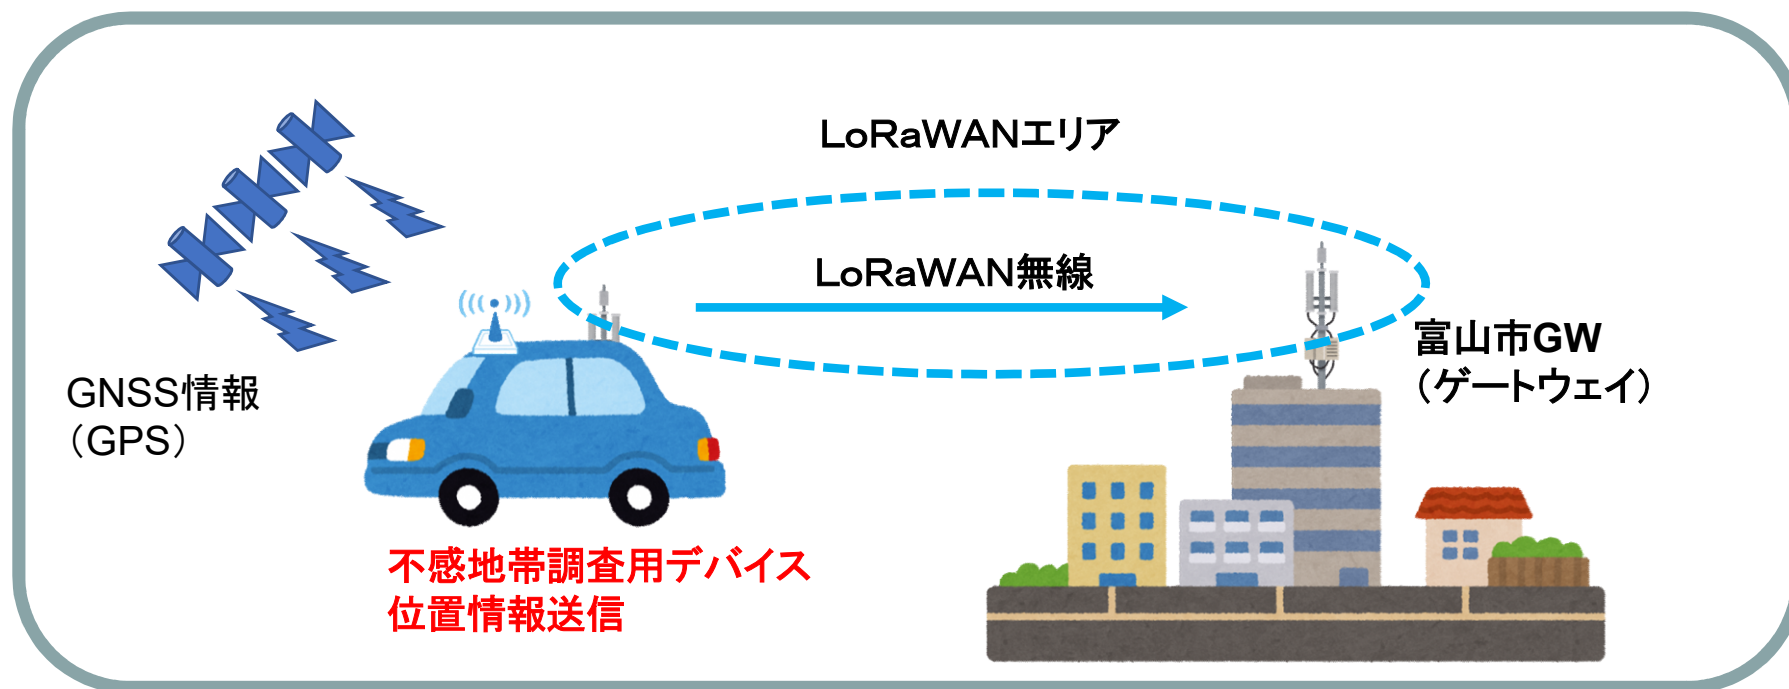 LoRaWANエリア
LoRaWAN無線
富山市GW
（ゲートウェイ）
GNSS情報
（GPS）
不感地帯調査用デバイス
位置情報送信